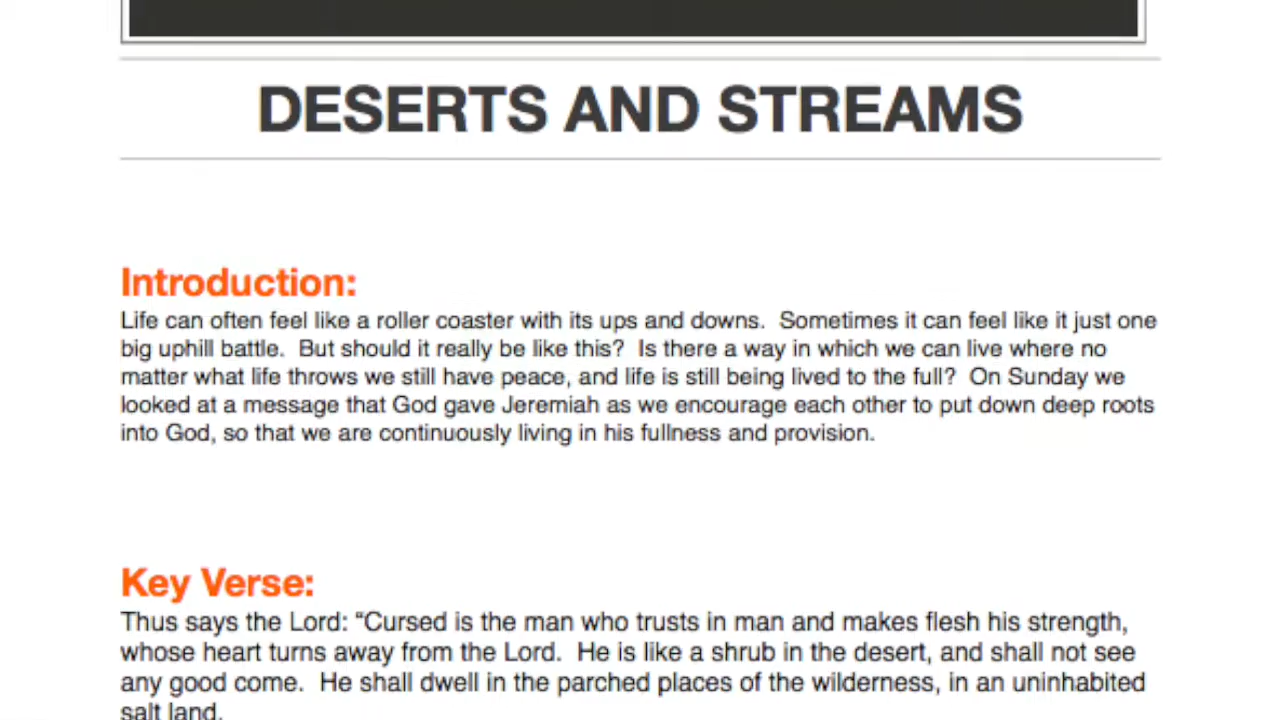 DESERTS AND STREAMS
Introduction:
Life can often feel like a roller coaster with its ups and downs.  Sometimes it can feel like it just one
big uphill battle.  But should it really be like this?  Is there a way in which we can live where no
matter what life throws we still have peace, and life is still being lived to the full?  On Sunday we
looked at a message that God gave Jeremiah as we encourage each other to put down deep roots
into God, so that we are continuously living in his fullness and provision.
Key Verse:
Thus says the Lord: “Cursed is the man who trusts in man and makes flesh his strength,
whose heart turns away from the Lord.  He is like a shrub in the desert, and shall not see
any good come.  He shall dwell in the parched places of the wilderness, in an uninhabited
salt land.